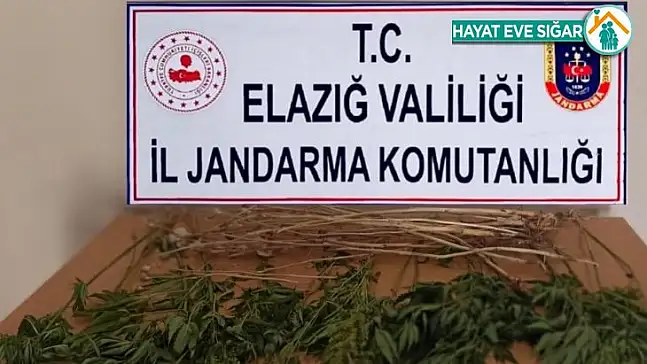 HAYAT EVE SIĞAR
T.C.
ELAZIĞ VALİLİĞİ
İL JANDARMA KOMUTANLIĞI
JANDARMA